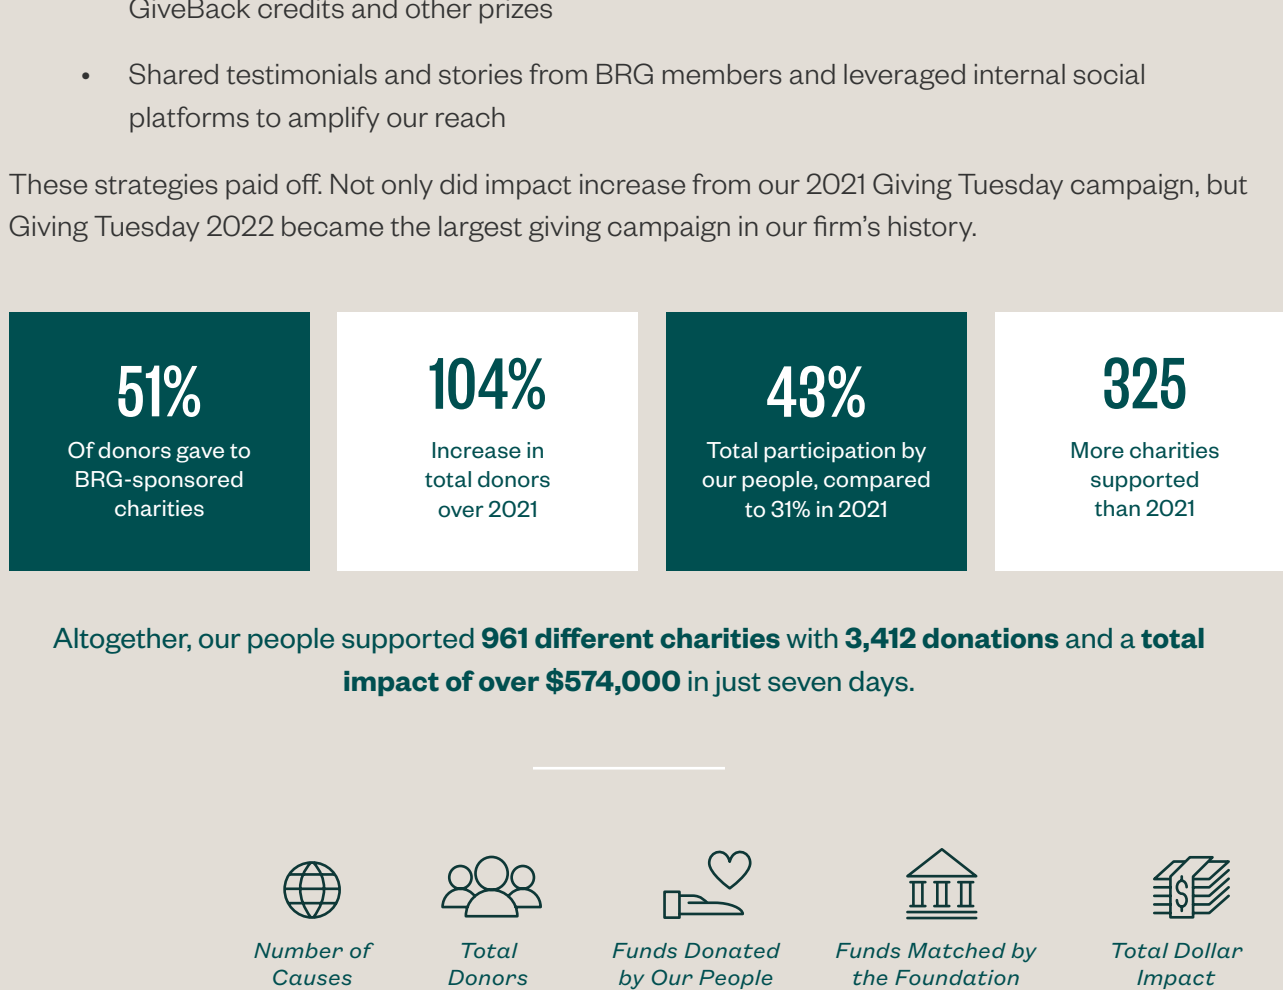 GiveBack credits and other prizes
• Shared testimonials and stories from BRG members and leveraged internal social
platforms to amplify our reach
These strategies paid off. Not only did impact increase from our 2021 Giving Tuesday campaign, but
Giving Tuesday 2022 became the largest giving campaign in our firm’s history.
51%
Of donors gave to
BRG-sponsored
charities
104%
Increase in
total donors
over 2021
43%
Total participation by
our people, compared
to 31% in 2021
325
More charities
supported
than 2021
Altogether, our people supported 961 different charities with 3,412 donations and a total
impact of over $574,000 in just seven days.
Number of
Causes
Total
Donors
Funds Donated
by Our People
Funds Matched by
the Foundation
$
Total Dollar
Impact